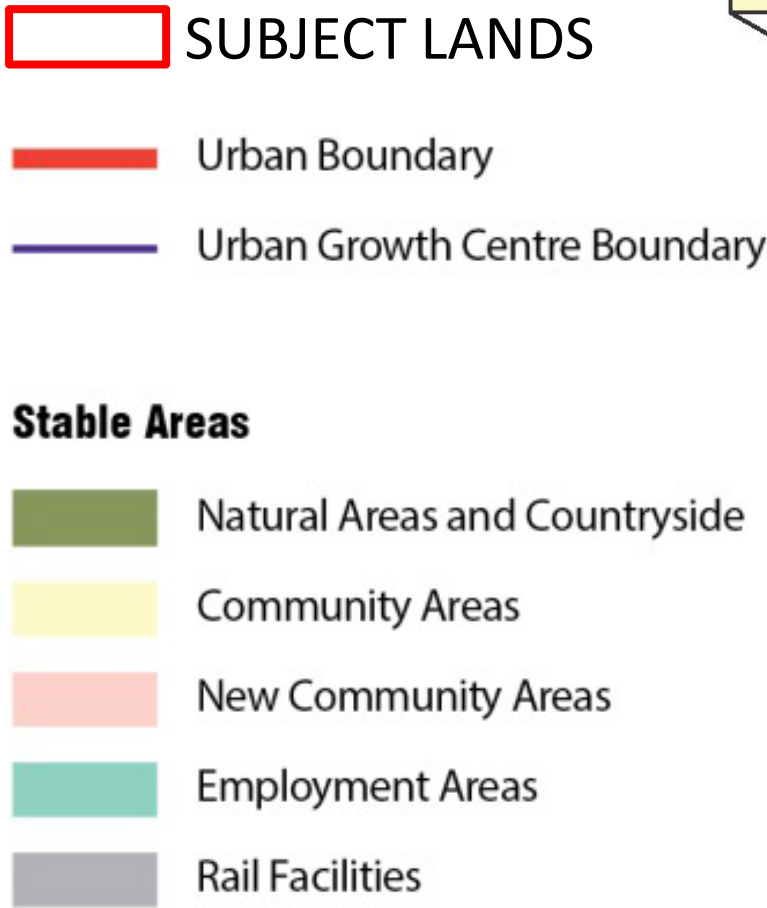 SUBJECT LANDS
Urban Boundary
Urban Growth Centre Boundary
Stable Areas
Natural Areas and Countryside
Community Areas
New Community Areas
Employment Areas
Rail Facilities